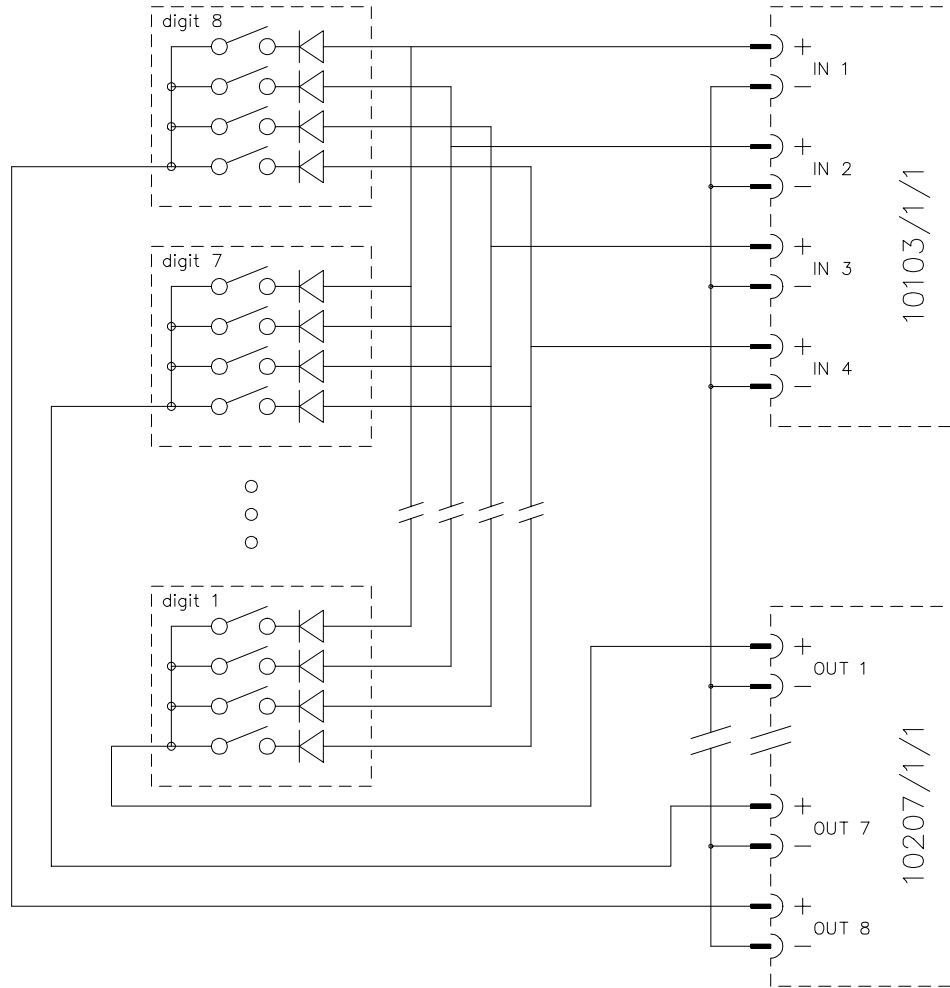 digit 8
+
IN 1
−
+
IN 2
−
+
IN 3
−
+
IN 4
−
10103/1/1
digit 7
digit 1
+
OUT 1
−
+
OUT 7
−
+
OUT 8
−
10207/1/1